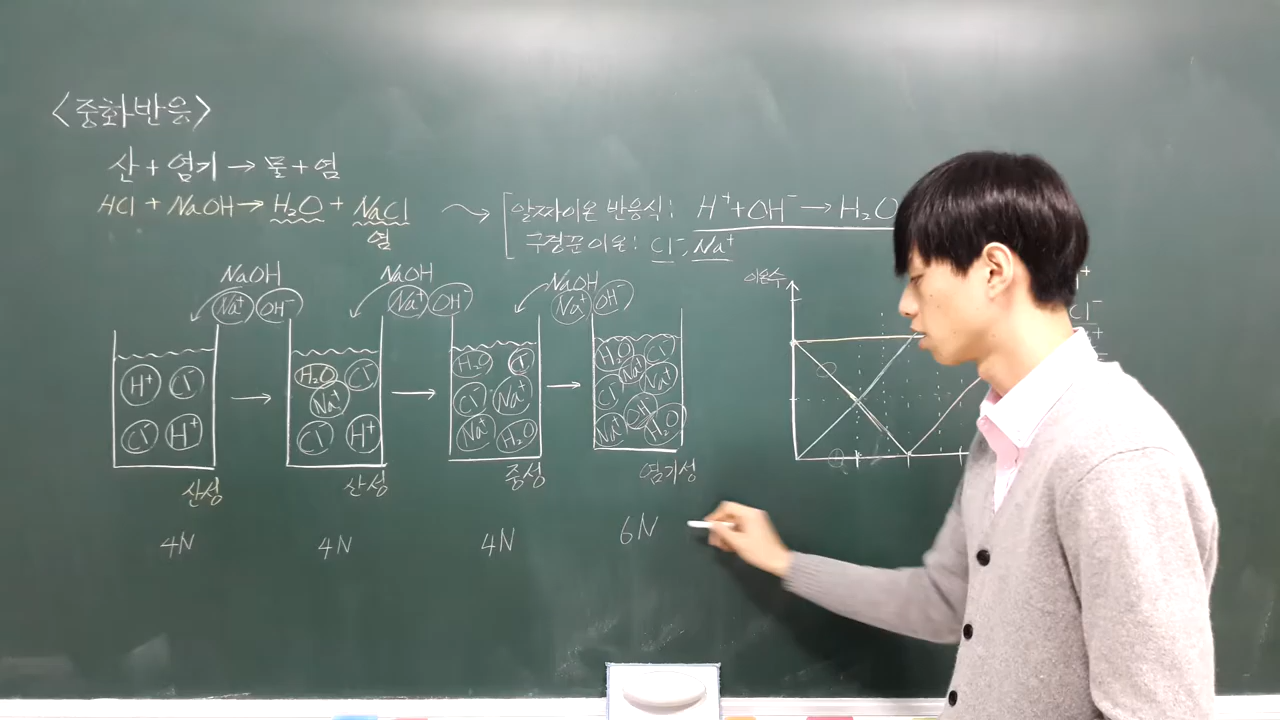 <중화반응>
산 + 염기 → 물 + 염
HCl + NaOH → H₂O + NaCl
염
알짜이온 반응식 : H⁺ + OH⁻ → H₂O
구경꾼 이온 : Cl⁻, Na⁺
NaOH
Na⁺ OH⁻
NaOH
Na⁺ OH⁻
NaOH
Na⁺ OH⁻
H⁺ Cl⁻
Cl⁻ H⁺
산성
4N
H₂O Cl⁻
Na⁺
Cl⁻ H⁺
산성
4N
H₂O Cl⁻
Cl⁻ Na⁺
Na⁺ H₂O
중성
4N
H₂O Cl⁻
Na⁺
Cl⁻ Na⁺
OH⁻
Na⁺ H₂O
염기성
6N
이온수
Cl⁻